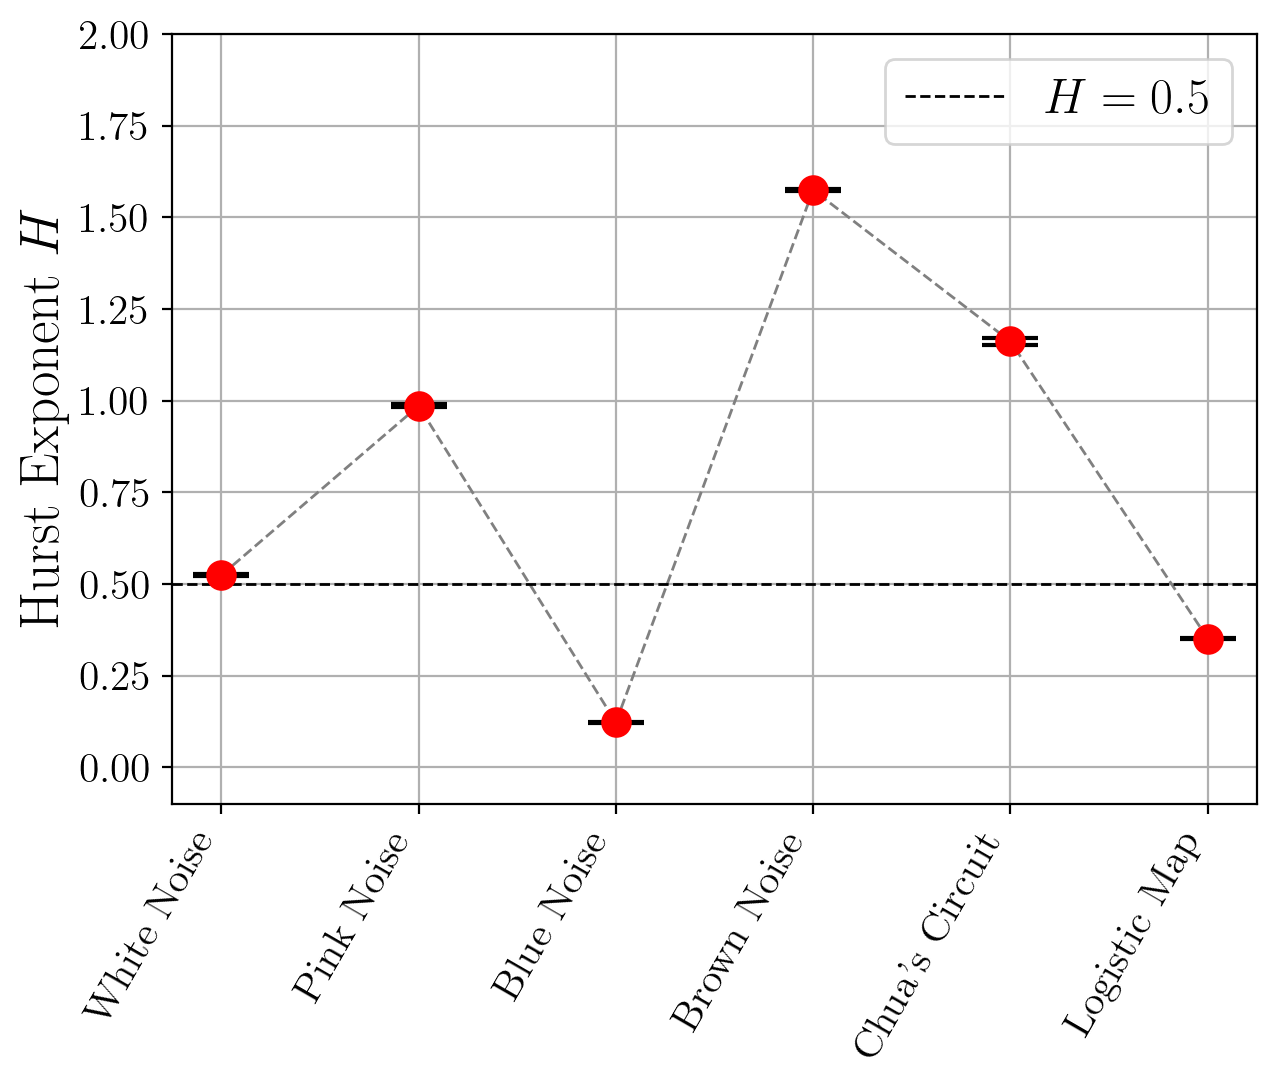 2.00
1.75
1.50
1.25
1.00
0.75
0.50
0.25
0.00
Hurst Exponent H
H = 0.5
White Noise
Pink Noise
Blue Noise
Brown Noise
Chua's Circuit
Logistic Map